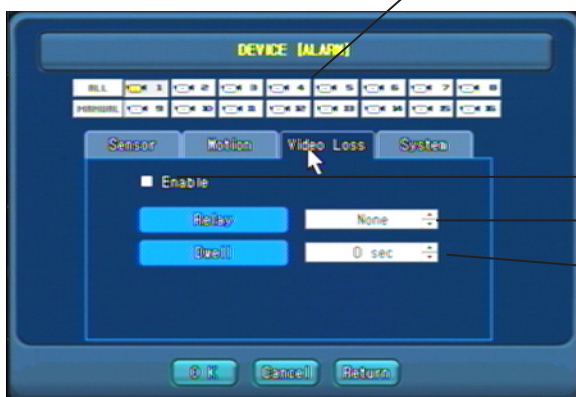 DEVICE [ALARM]
ALL 1 2 3 4 5 6 7 8
MANUAL 9 10 11 12 13 14 15 16
Sensor Motion Video Loss System
Enable
Relay None
Dwell 0 sec
OK Cancel Return